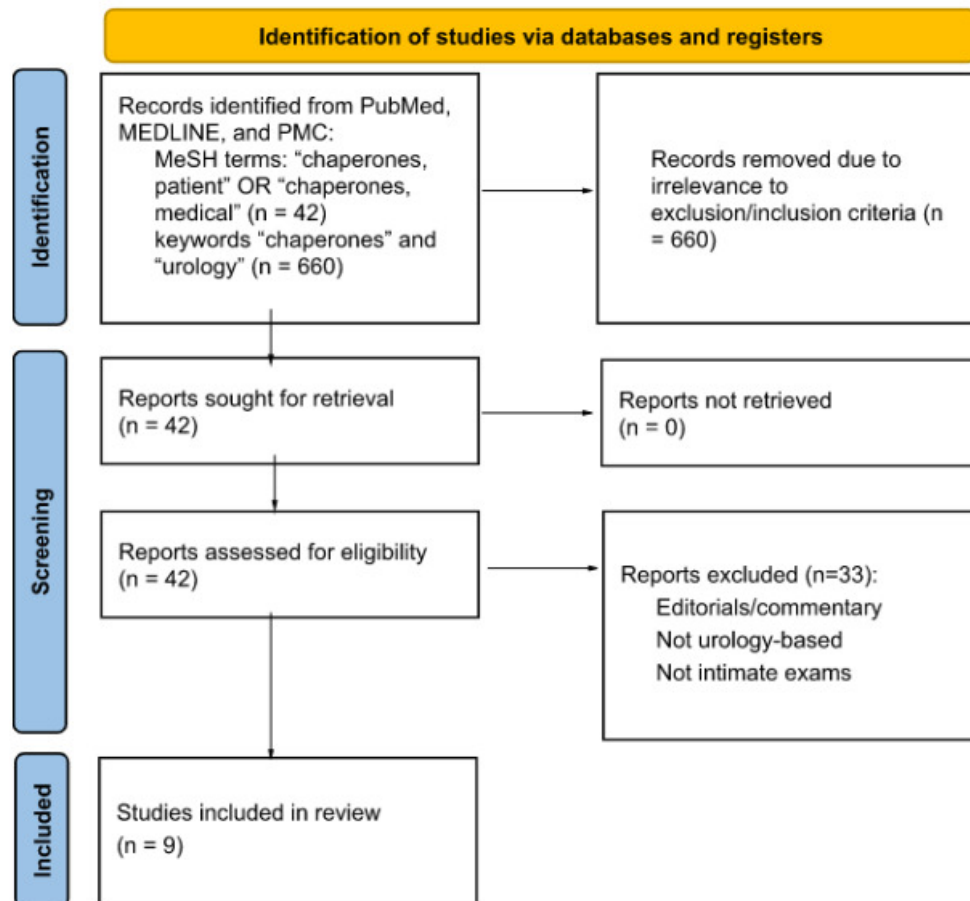 Identification of studies via databases and registers
Identification
Records identified from PubMed,
MEDLINE, and PMC:
MeSH terms: “chaperones,
patient” OR “chaperones,
medical” (n = 42)
keywords “chaperones” and
“urology” (n = 660)
Records removed due to
irrelevance to
exclusion/inclusion criteria (n
= 660)
Screening
Reports sought for retrieval
(n = 42)
Reports not retrieved
(n = 0)
Reports assessed for eligibility
(n = 42)
Reports excluded (n=33):
Editorials/commentary
Not urology-based
Not intimate exams
Included
Studies included in review
(n = 9)